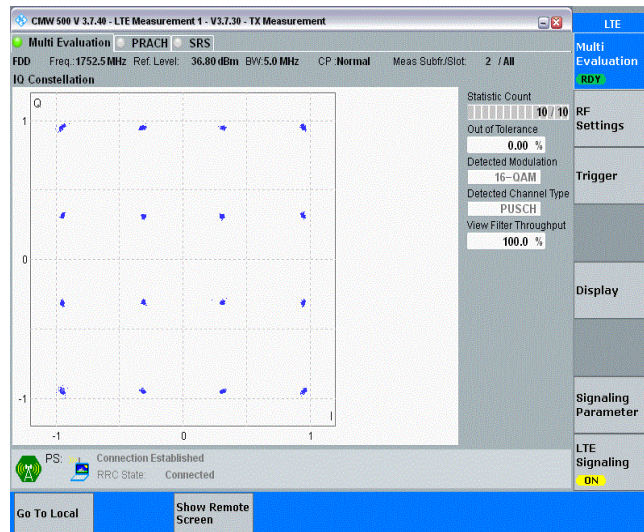 CMW 500 V 3.7.40 - LTE Measurement 1 - V3.7.30 - TX Measurement
LTE
Multi Evaluation PRACH SRS
Multi
Evaluation
RDY
FDD Freq.:1752.5 MHz Ref. Level: 36.80 dBm BW:5.0 MHz CP :Normal Meas Subfr./Slot: 2 / All
IQ Constellation
Q
1
0
-1
-1 0 1
I
Statistic Count
10 / 10
Out of Tolerance
0.00 %
Detected Modulation
16-QAM
Detected Channel Type
PUSCH
View Filter Throughput
100.0 %
RF
Settings
Trigger
Display
Signaling
Parameter
LTE
Signaling
ON
PS: Connection Established
RRC State: Connected
Go To Local
Show Remote
Screen